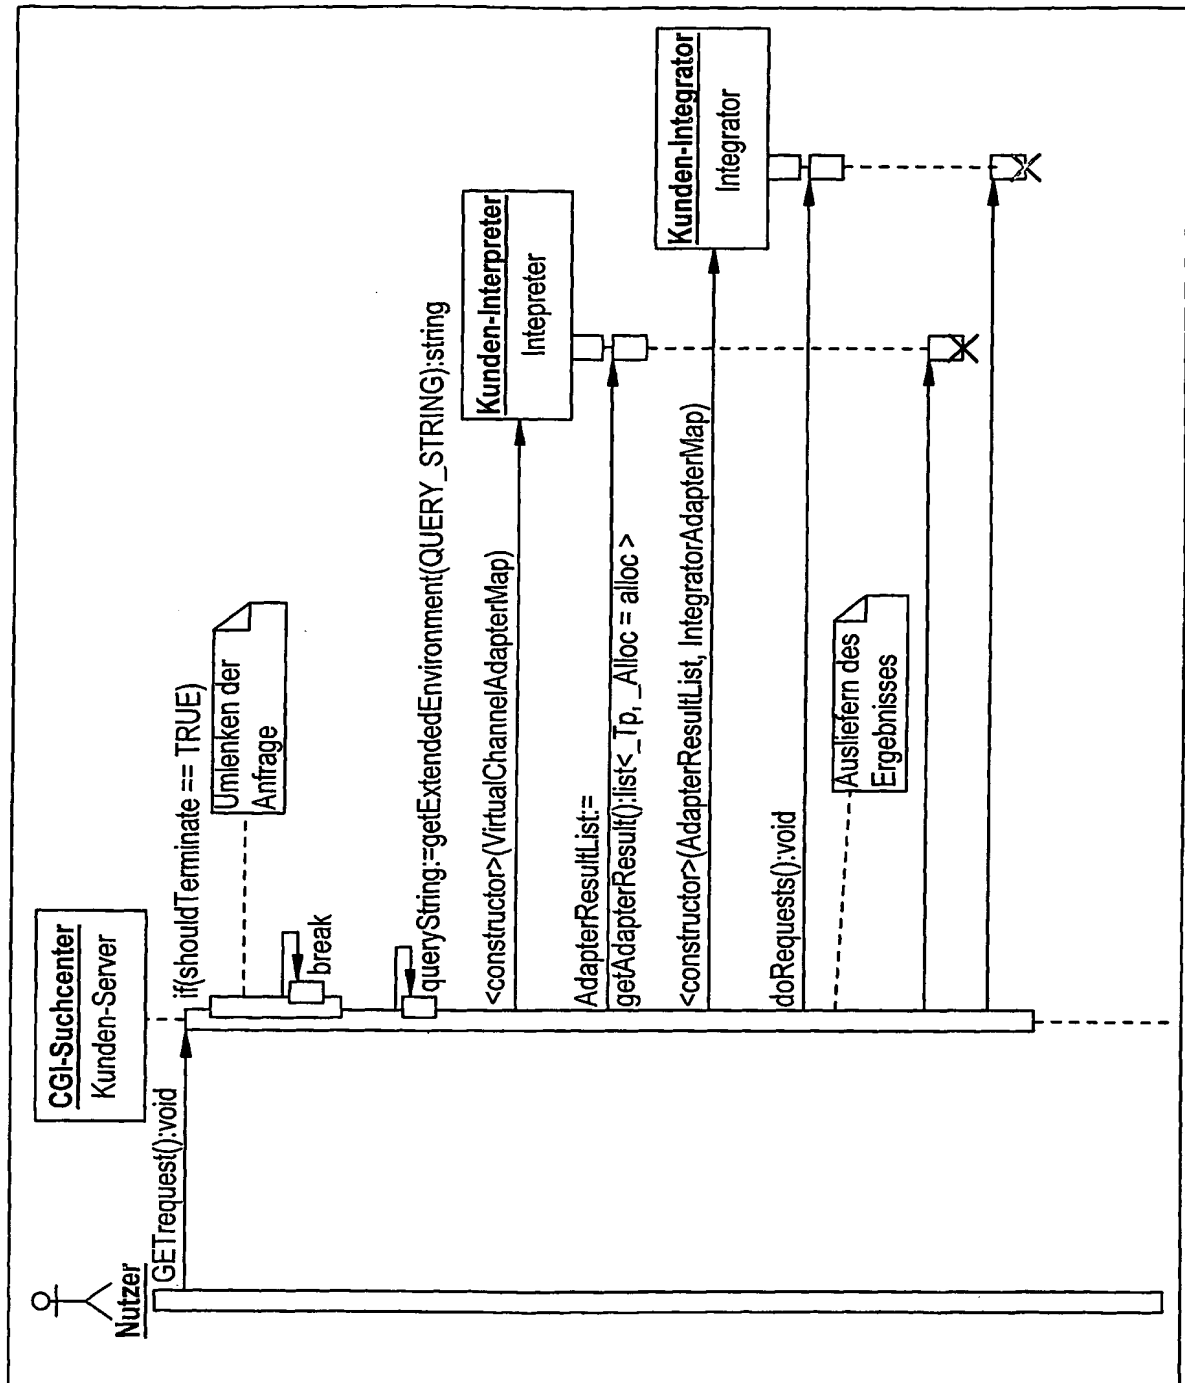 Nutzer
GETrequest():void
CGI-Suchcenter
Kunden-Server
if(shouldTerminate == TRUE)
Umlenken der
Anfrage
break
queryString:=getExtendedEnvironment(QUERY_STRING):string
<constructor>(VirtualChannelAdapterMap)
Kunden-Interpreter
Intepreter
AdapterResultList:=
getAdapterResult():list<_Tp,_Alloc = alloc >
<constructor>(AdapterResultList, IntegratorAdapterMap)
Kunden-Integrator
Integrator
doRequests():void
Ausliefern des
Ergebnisses